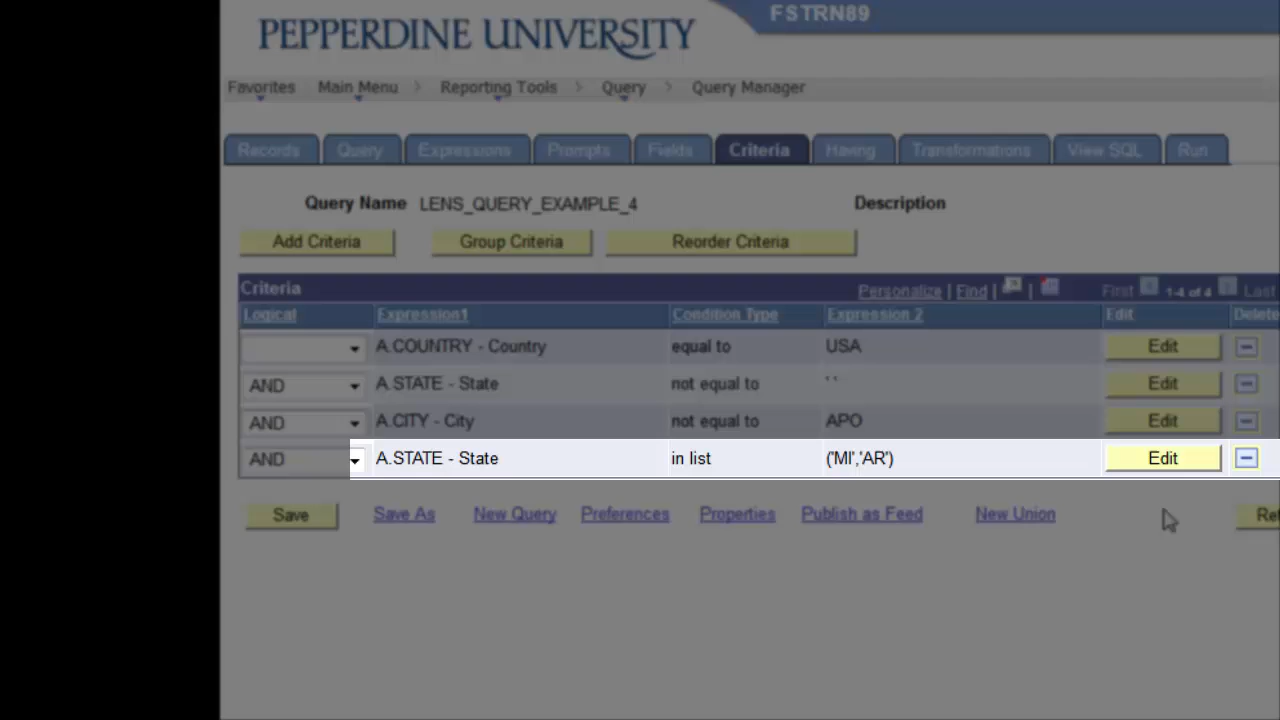 PEPPERDINE UNIVERSITY
FSTRN89
Favorites Main Menu > Reporting Tools > Query > Query Manager
Records Query Expressions Prompts Fields Criteria Having Transformations View SQL Run
Query Name LENS_QUERY_EXAMPLE_4 Description
Add Criteria Group Criteria Reorder Criteria
Criteria Personalize | Find | | First 1-4 of 4 Last
Logical Expression1 Condition Type Expression 2 Edit Delete
A.COUNTRY - Country equal to USA Edit
AND A.STATE - State not equal to ' ' Edit
AND A.CITY - City not equal to APO Edit
AND A.STATE - State in list ('MI','AR') Edit
Save Save As New Query Preferences Properties Publish as Feed New Union